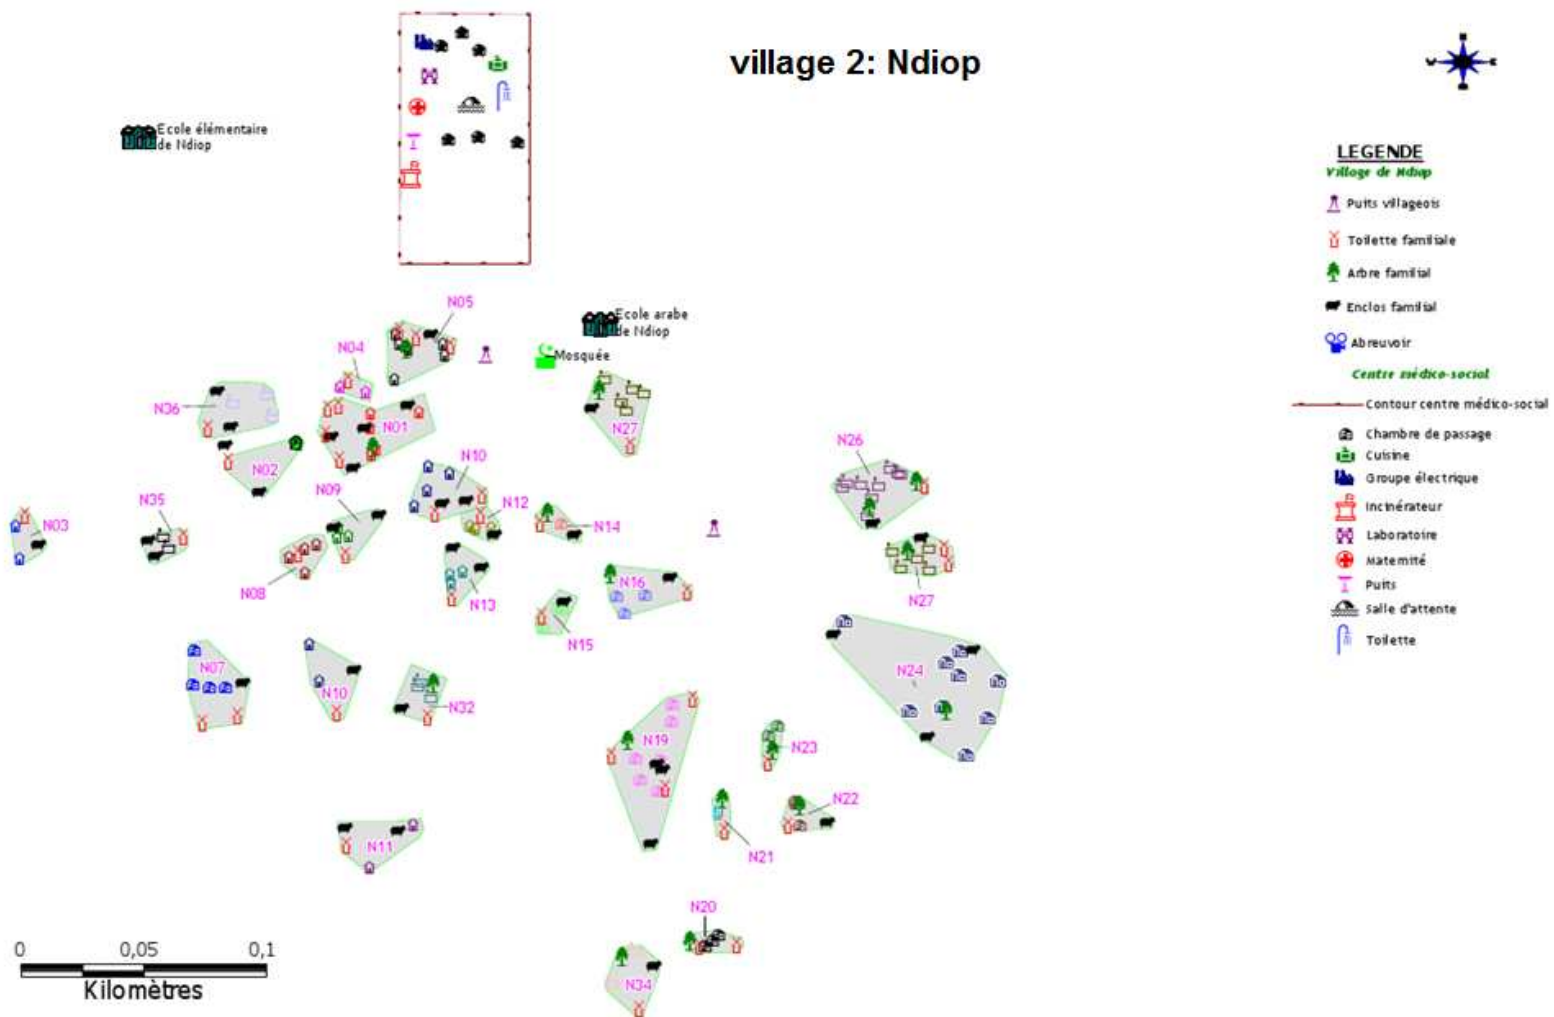 village 2: Ndiop
N
W
E
S
Ecole élémentaire
de Ndiop
LEGENDE
Village de Ndiop
Puits villageois
Toilette familiale
Arbre familial
Enclos familial
Abreuvoir
Centre médico-social
Contour centre médico-social
Chambre de passage
Cuisine
Groupe électrique
Incinérateur
Laboratoire
Maternité
Puits
Salle d'attente
Toilette
N05
Ecole arabe
de Ndiop
N04
Mosquée
N36
N01
N27
N26
N02
N10
N09
N35
N12
N03
N14
N16
N08
N13
N27
N15
N07
N24
N10
N32
N19
N23
N22
N11
N21
N20
N34
0 0,05 0,1
Kilomètres